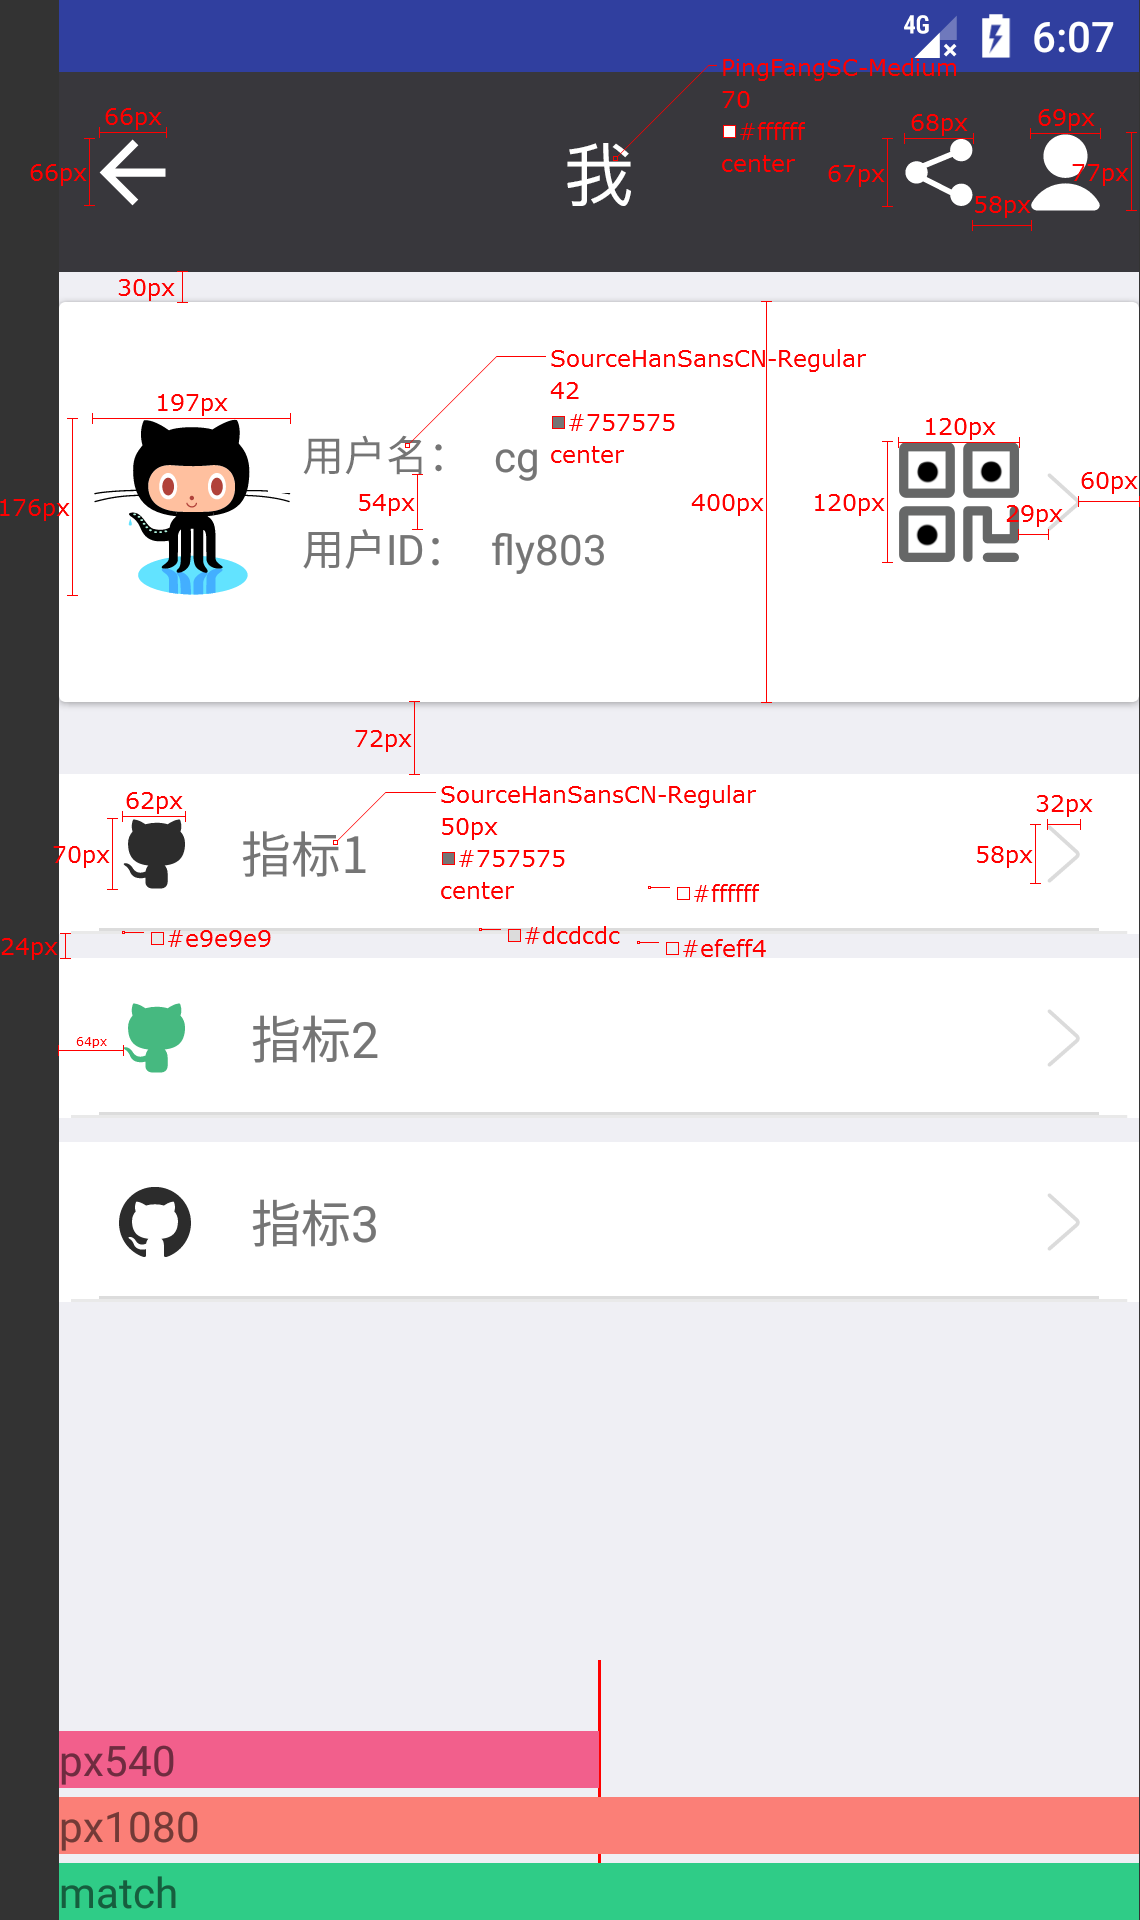 4G 6:07
PingFangSC-Medium
70
#ffffff
center
66px
66px
我
68px
67px
69px
77px
58px
30px
SourceHanSansCN-Regular
42
#757575
center
197px
176px
用户名： cg
54px
用户ID： fly803
400px
120px
120px
60px
29px
72px
SourceHanSansCN-Regular
50px
#757575
center
62px
70px
指标1
32px
58px
#ffffff
#e9e9e9
#dcdcdc
#efeff4
24px
指标2
64px
指标3
px540
px1080
match